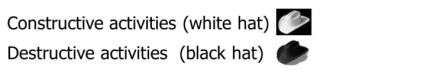 Constructive activities (white hat)
Destructive activities  (black hat)